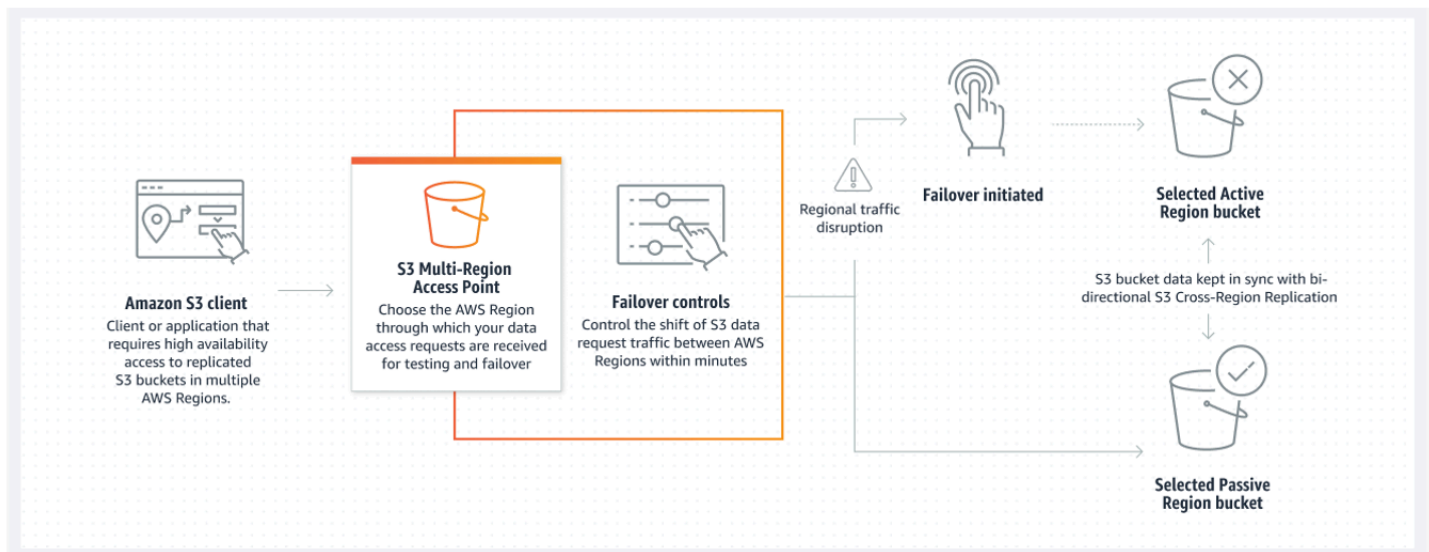 Amazon S3 client
Client or application that
requires high availability
access to replicated
S3 buckets in multiple
AWS Regions.
S3 Multi-Region
Access Point
Choose the AWS Region
through which your data
access requests are received
for testing and failover
Failover controls
Control the shift of S3 data
request traffic between AWS
Regions within minutes
Regional traffic
disruption
Failover initiated
Selected Active
Region bucket
S3 bucket data kept in sync with bi-
directional S3 Cross-Region Replication
Selected Passive
Region bucket